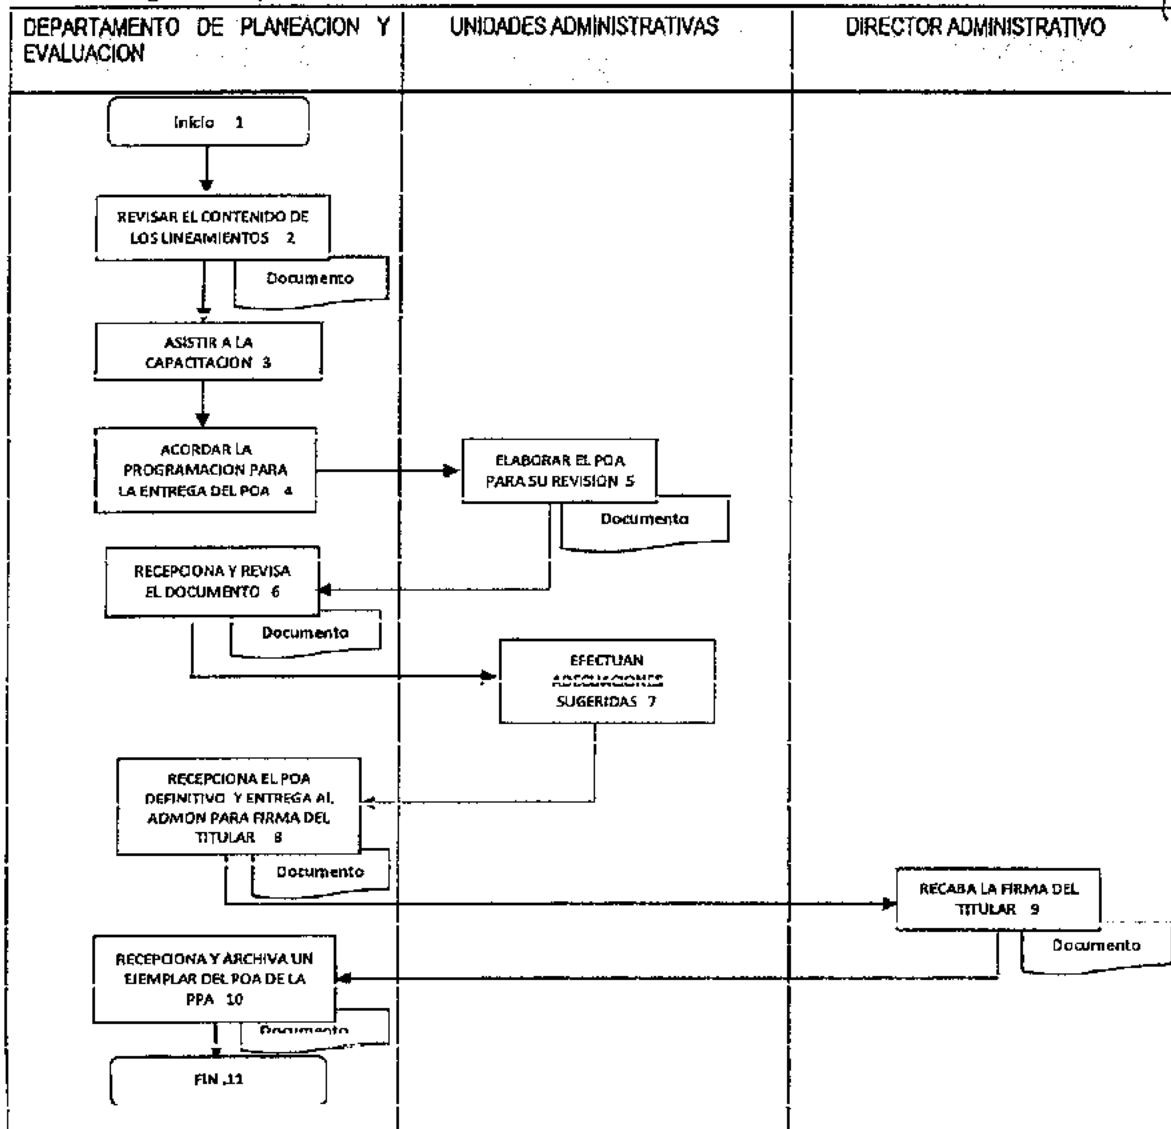 DEPARTAMENTO DE PLANEACION Y
EVALUACION
UNIDADES ADMINISTRATIVAS
DIRECTOR ADMINISTRATIVO
Inicio 1
REVISAR EL CONTENIDO DE
LOS LINEAMIENTOS 2
Documento
ASISTIR A LA
CAPACITACION 3
ACORDAR LA
PROGRAMACION PARA
LA ENTREGA DEL POA 4
ELABORAR EL POA
PARA SU REVISION 5
Documento
RECEPCIONA Y REVISA
EL DOCUMENTO 6
Documento
EFECTUAN
ADECUACIONES
SUGERIDAS 7
RECEPCIONA EL POA
DEFINITIVO Y ENTREGA AL
ADMON PARA FIRMA DEL
TITULAR 8
Documento
RECABA LA FIRMA DEL
TITULAR 9
Documento
RECEPCIONA Y ARCHIVA UN
EJEMPLAR DEL POA DE LA
PPA 10
Documento
FIN .11